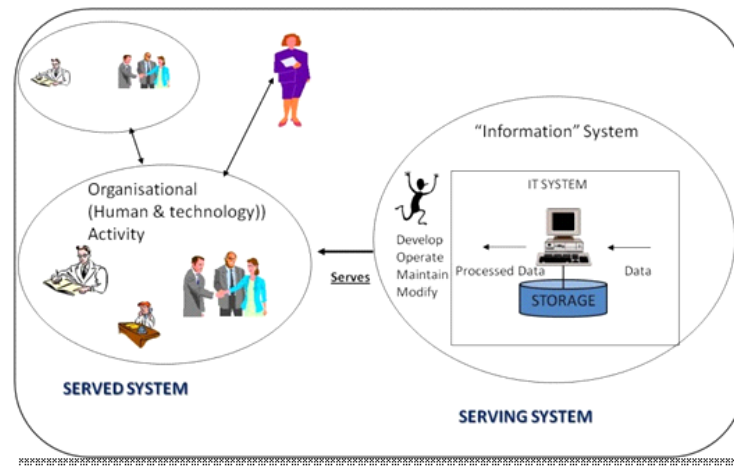 "Information" System
Organisational
(Human & technology))
Activity
IT SYSTEM
Develop
Operate
Maintain
Modify
Serves
Processed Data
Data
STORAGE
SERVED SYSTEM
SERVING SYSTEM